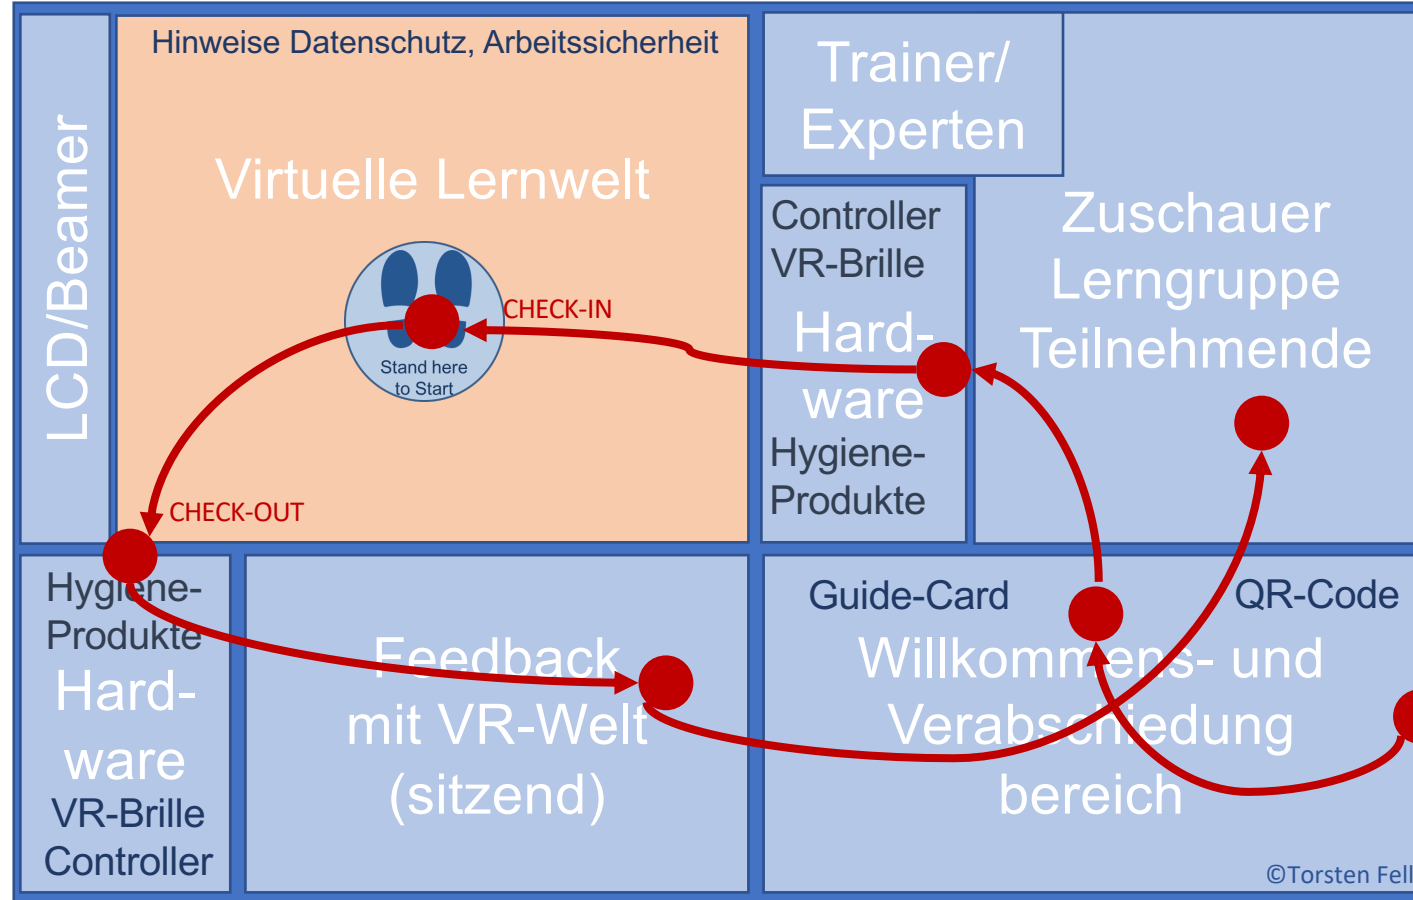 LCD/Beamer
Hinweise Datenschutz, Arbeitssicherheit
Virtuelle Lernwelt
Stand here
to Start
CHECK-IN
CHECK-OUT
Trainer/
Experten
Controller
VR-Brille
Hard-
ware
Hygiene-
Produkte
Zuschauer
Lerngruppe
Teilnehmende
Hygiene-
Produkte
Hard-
ware
VR-Brille
Controller
Feedback
mit VR-Welt
(sitzend)
Guide-Card
QR-Code
Willkommens- und
Verabschiedung
bereich
©Torsten Fell